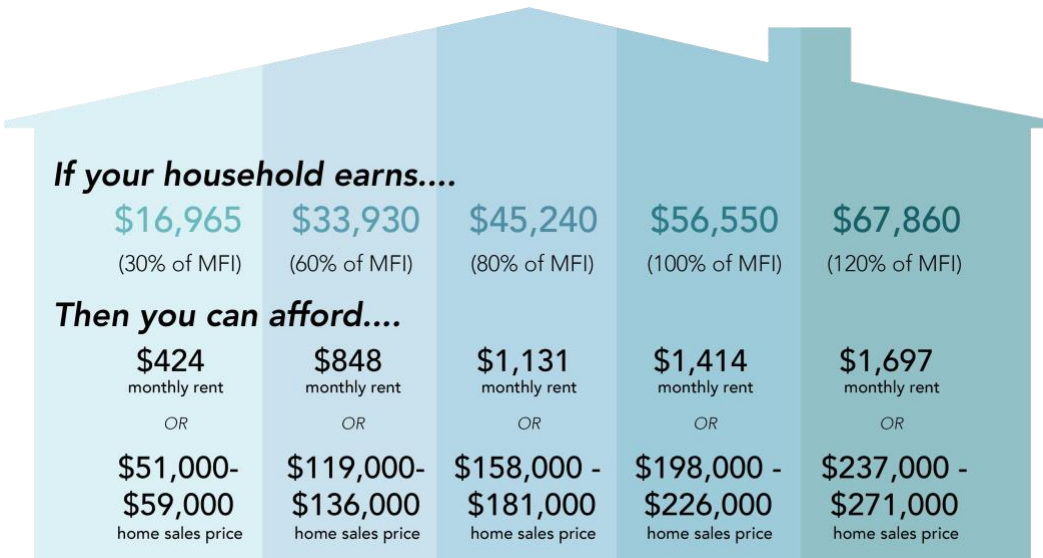 If your household earns....
$16,965 $33,930 $45,240 $56,550 $67,860
(30% of MFI) (60% of MFI) (80% of MFI) (100% of MFI) (120% of MFI)
Then you can afford....
$424 $848 $1,131 $1,414 $1,697
monthly rent monthly rent monthly rent monthly rent monthly rent
OR OR OR OR OR
$51,000- $119,000- $158,000 - $198,000 - $237,000 -
$59,000 $136,000 $181,000 $226,000 $271,000
home sales price home sales price home sales price home sales price home sales price